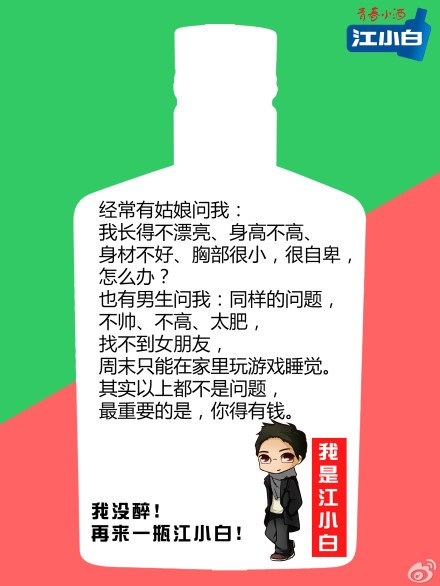 青春小酒
江小白
经常有姑娘问我：
我长得不漂亮、身高不高、
身材不好、胸部很小，很自卑，
怎么办？
也有男生问我：同样的问题，
不帅、不高、太肥，
找不到女朋友，
周末只能在家里玩游戏睡觉。
其实以上都不是问题，
最重要的是，你得有钱。
我是江小白
我没醉！
再来一瓶江小白！